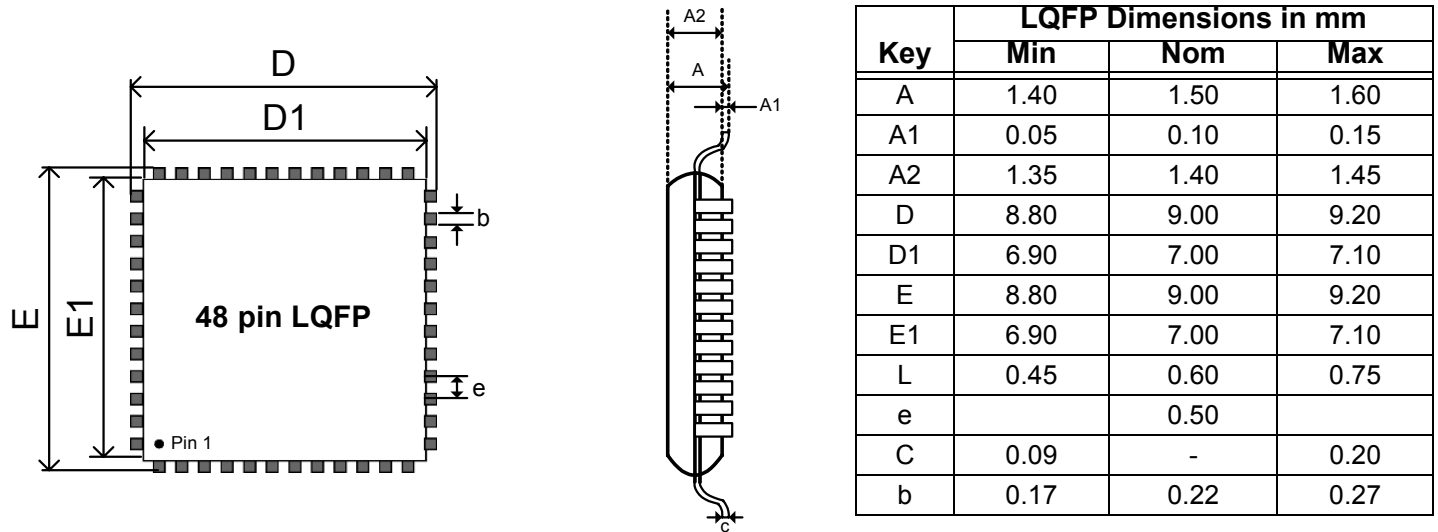 D
D1
E
E1
b
e
48 pin LQFP
Pin 1
A2
A
A1
c
LQFP Dimensions in mm
Key Min Nom Max
A 1.40 1.50 1.60
A1 0.05 0.10 0.15
A2 1.35 1.40 1.45
D 8.80 9.00 9.20
D1 6.90 7.00 7.10
E 8.80 9.00 9.20
E1 6.90 7.00 7.10
L 0.45 0.60 0.75
e 0.50
C 0.09 - 0.20
b 0.17 0.22 0.27